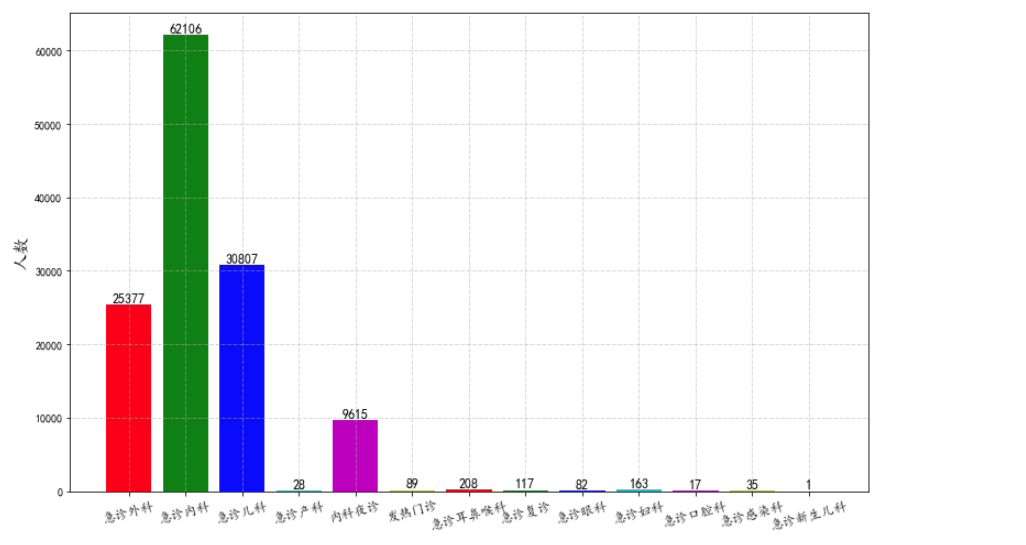 62106
60000
50000
40000
人数
30807
30000
25377
20000
9615
10000
28
89
208
117
82
163
17
35
1
0
急诊外科
急诊内科
急诊儿科
急诊产科
内科夜诊
发热门诊
急诊耳鼻喉科
急诊复诊
急诊眼科
急诊妇科
急诊口腔科
急诊感染科
急诊新生儿科